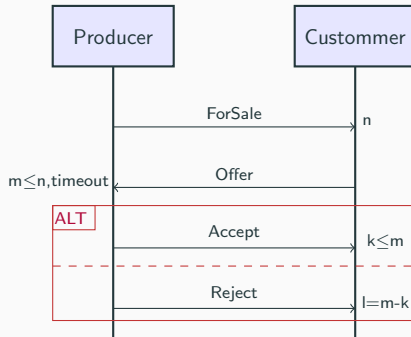 Producer
Custommer
ForSale
n
Offer
m≤n,timeout
ALT
Accept
k≤m
Reject
l=m-k